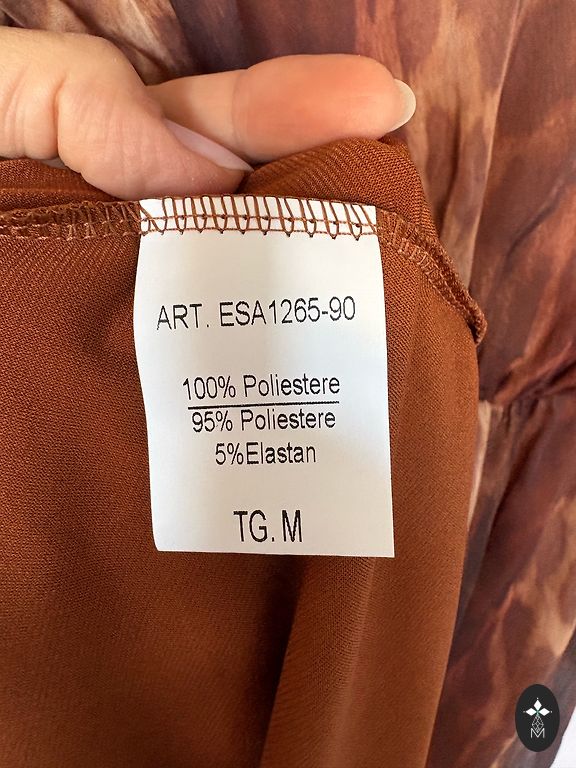 ART. ESA1265-90
100% Poliestere
95% Poliestere
5%Elastan
TG. M
M